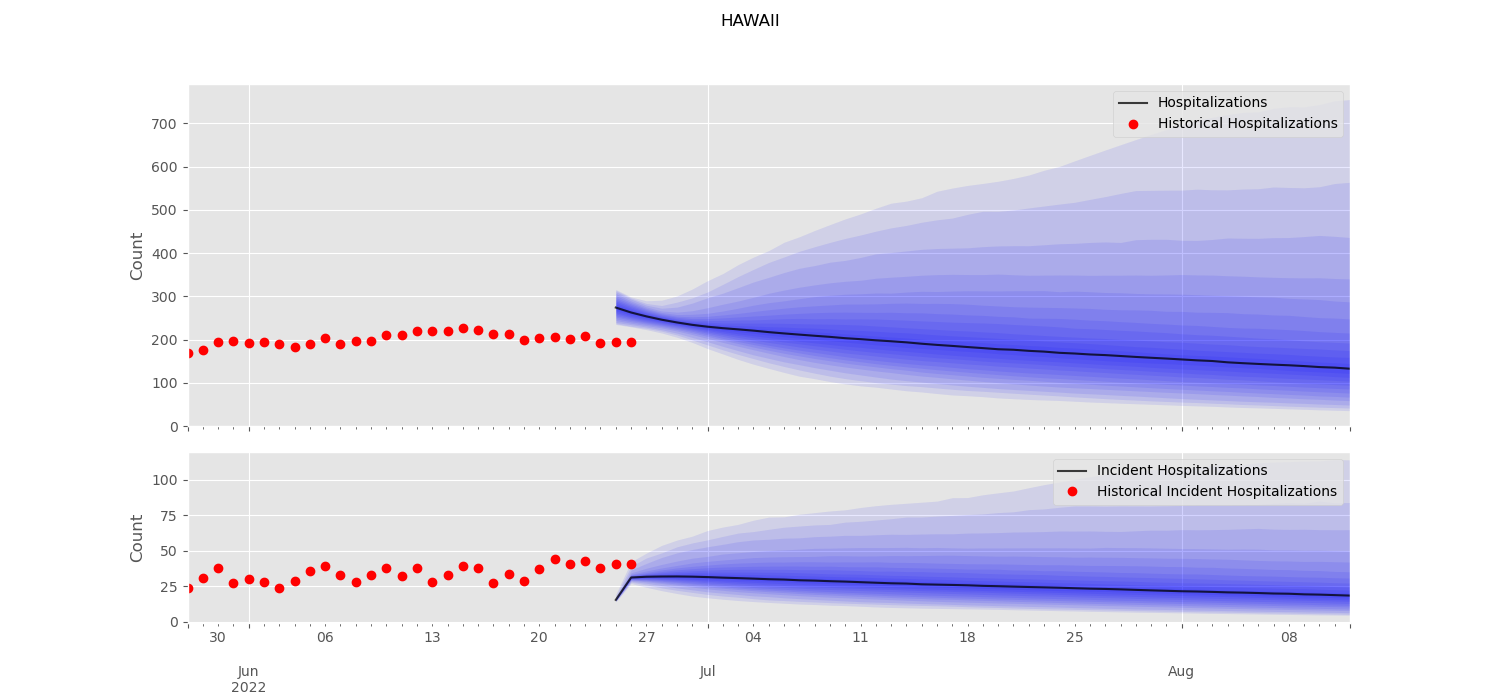 HAWAII
Hospitalizations
Historical Hospitalizations
Count
700
600
500
400
300
200
100
0
Incident Hospitalizations
Historical Incident Hospitalizations
Count
100
75
50
25
0
30 06 13 20 27 04 11 18 25 08
Jun Jul Aug
2022